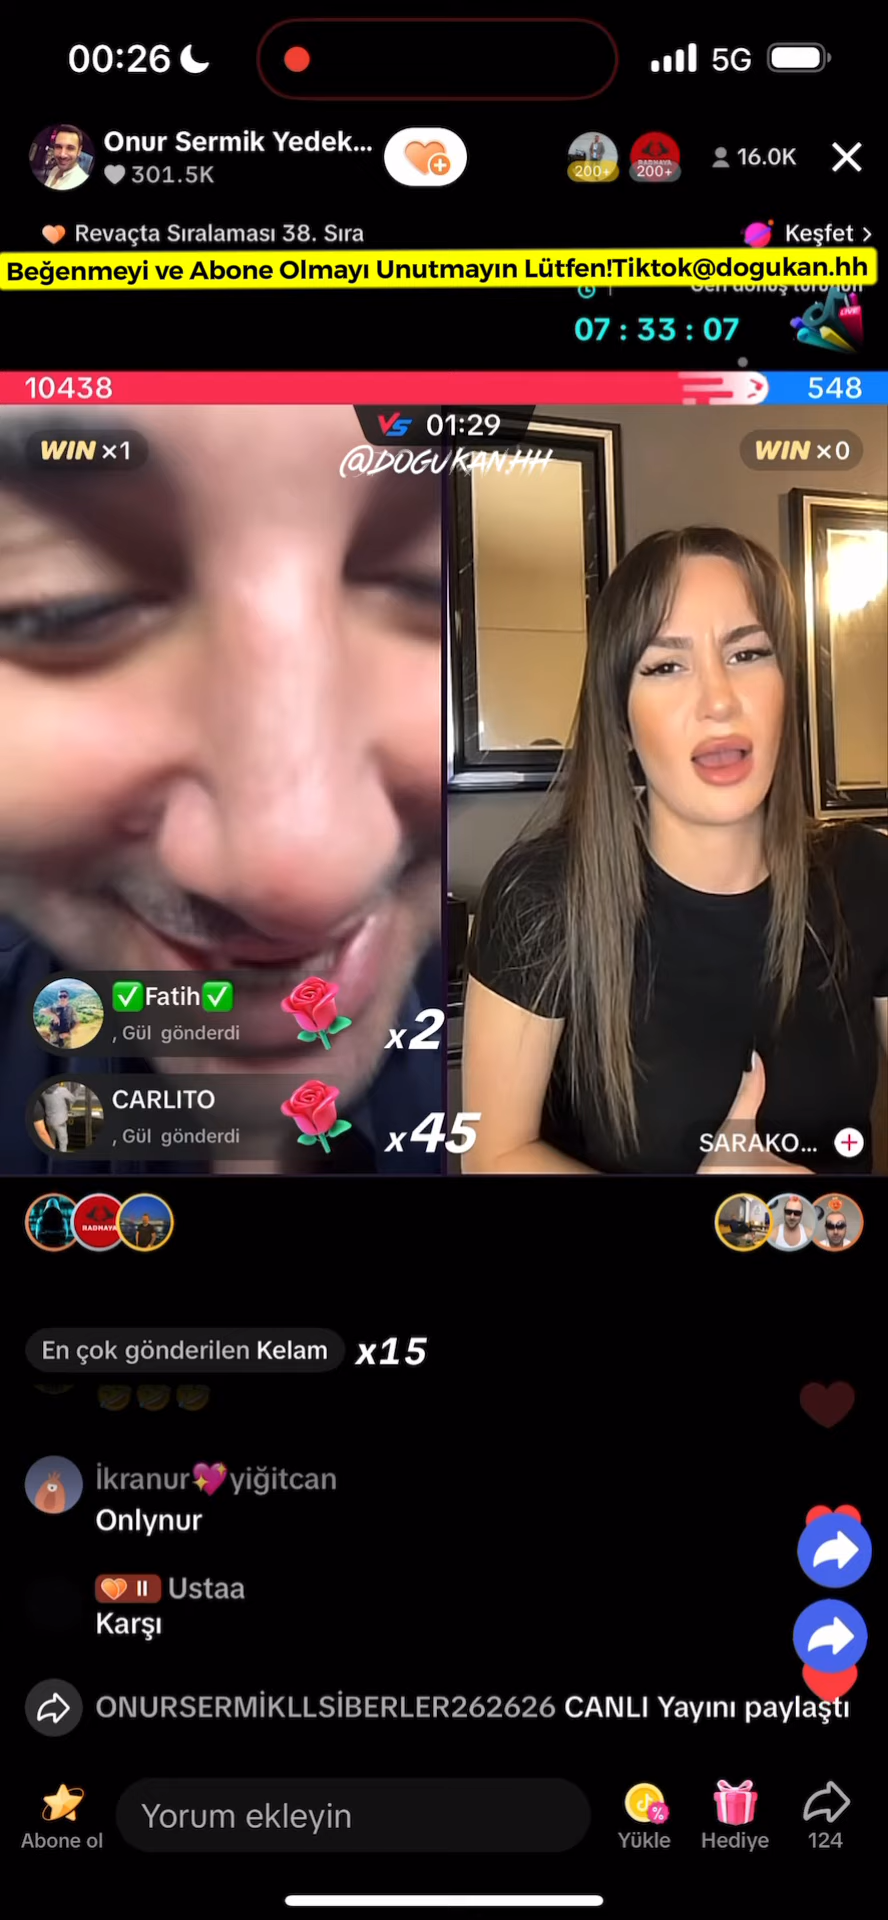 00:26
5G
Onur Sermik Yedek...
301.5K
200+
200+
16.0K
Revaçta Sıralaması 38. Sıra
Keşfet >
Beğenmeyi ve Abone Olmayı Unutmayın Lütfen!Tiktok@dogukan.hh
07 : 33 : 07
LIVE
10438
548
VS 01:29
WIN x1
WIN x0
@DOGUKAN.HH
✅Fatih✅
, Gül gönderdi
x2
CARLITO
, Gül gönderdi
x45
SARAKO...
RADNAYA
En çok gönderilen Kelam x15
🤣🤣🤣
İkranur💖yiğitcan
Onlynur
II Ustaa
Karşı
ONURSERMİKLLSİBERLER262626 CANLI Yayını paylaştı
Abone ol
Yorum ekleyin
Yükle
Hediye
124